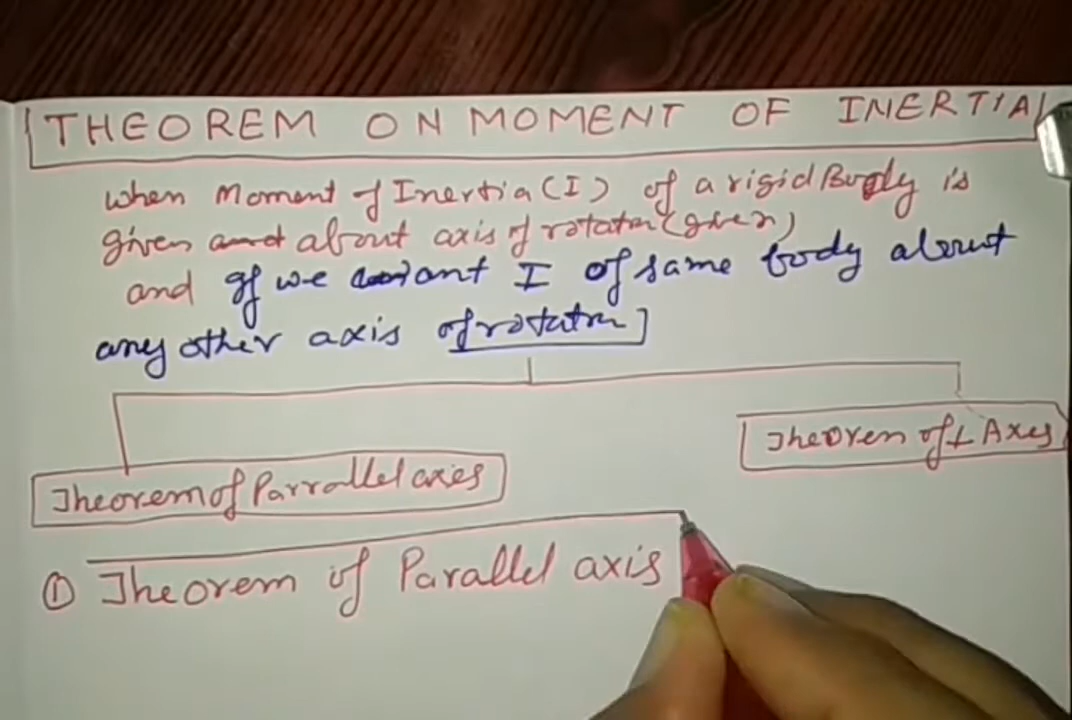 THEOREM ON MOMENT OF INERTIA
when Moment of Inertia (I) of a rigid Body is
given about axis of rotatn (given)
and If we want I of same body about
any other axis of rotatn]
Theorem of ⊥ Axes
Theorem of Parrallel axes
① Theorem of Parallel axis